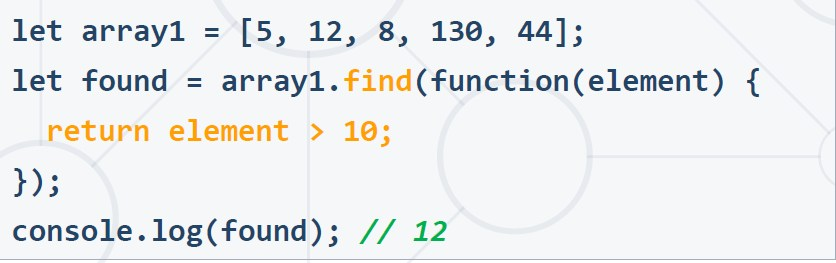 let array1 = [5, 12, 8, 130, 44];
let found = array1.find(function(element) {
  return element > 10;
});
console.log(found); // 12